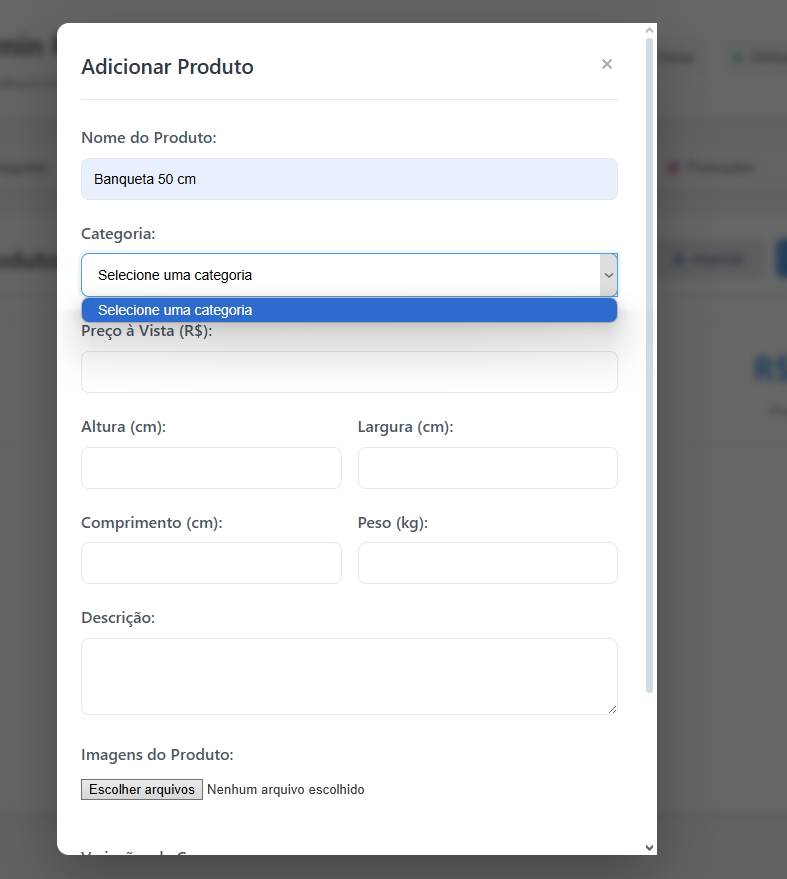 Adicionar Produto
×
Nome do Produto:
Banqueta 50 cm
Categoria:
Selecione uma categoria
Selecione uma categoria
Preço à Vista (R$):
Altura (cm):
Largura (cm):
Comprimento (cm):
Peso (kg):
Descrição:
Imagens do Produto:
Escolher arquivos Nenhum arquivo escolhido
R$